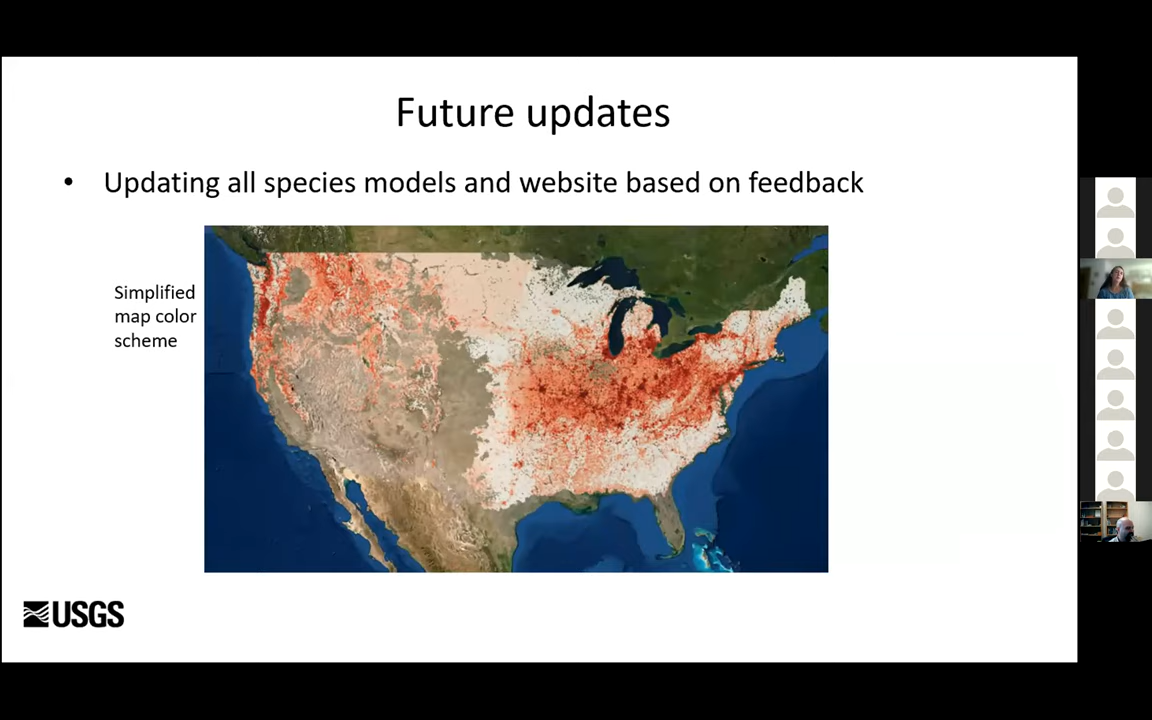 Future updates
• Updating all species models and website based on feedback
Simplified
map color
scheme
USGS